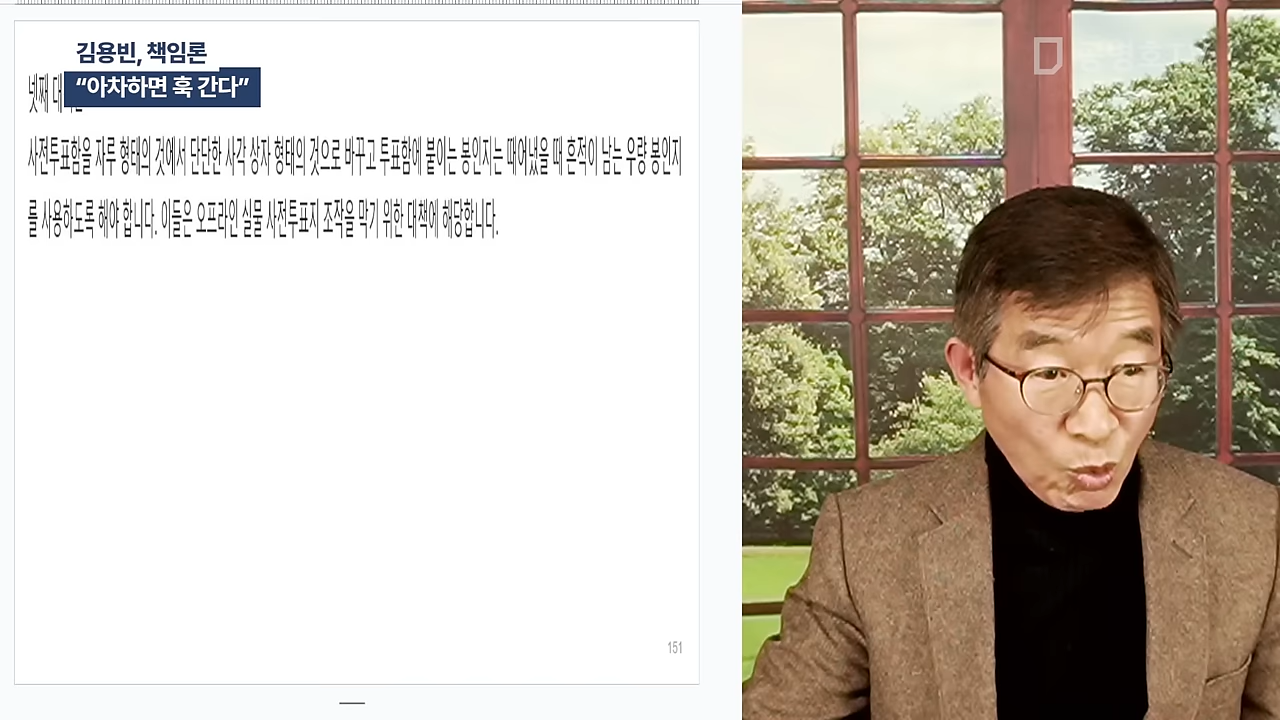 김용빈, 책임론
“아차하면 훅 간다”
넷째
사전투표함을 자루 형태의 것에서 단단한 사각 상자 형태의 것으로 바꾸고 투표함에 붙이는 봉인지는 떼어냈을 때 흔적이 남는 우량 봉인지
를 사용하도록 해야 합니다. 이들은 오프라인 실물 사전투표지 조작을 막기 위한 대책에 해당합니다.
151